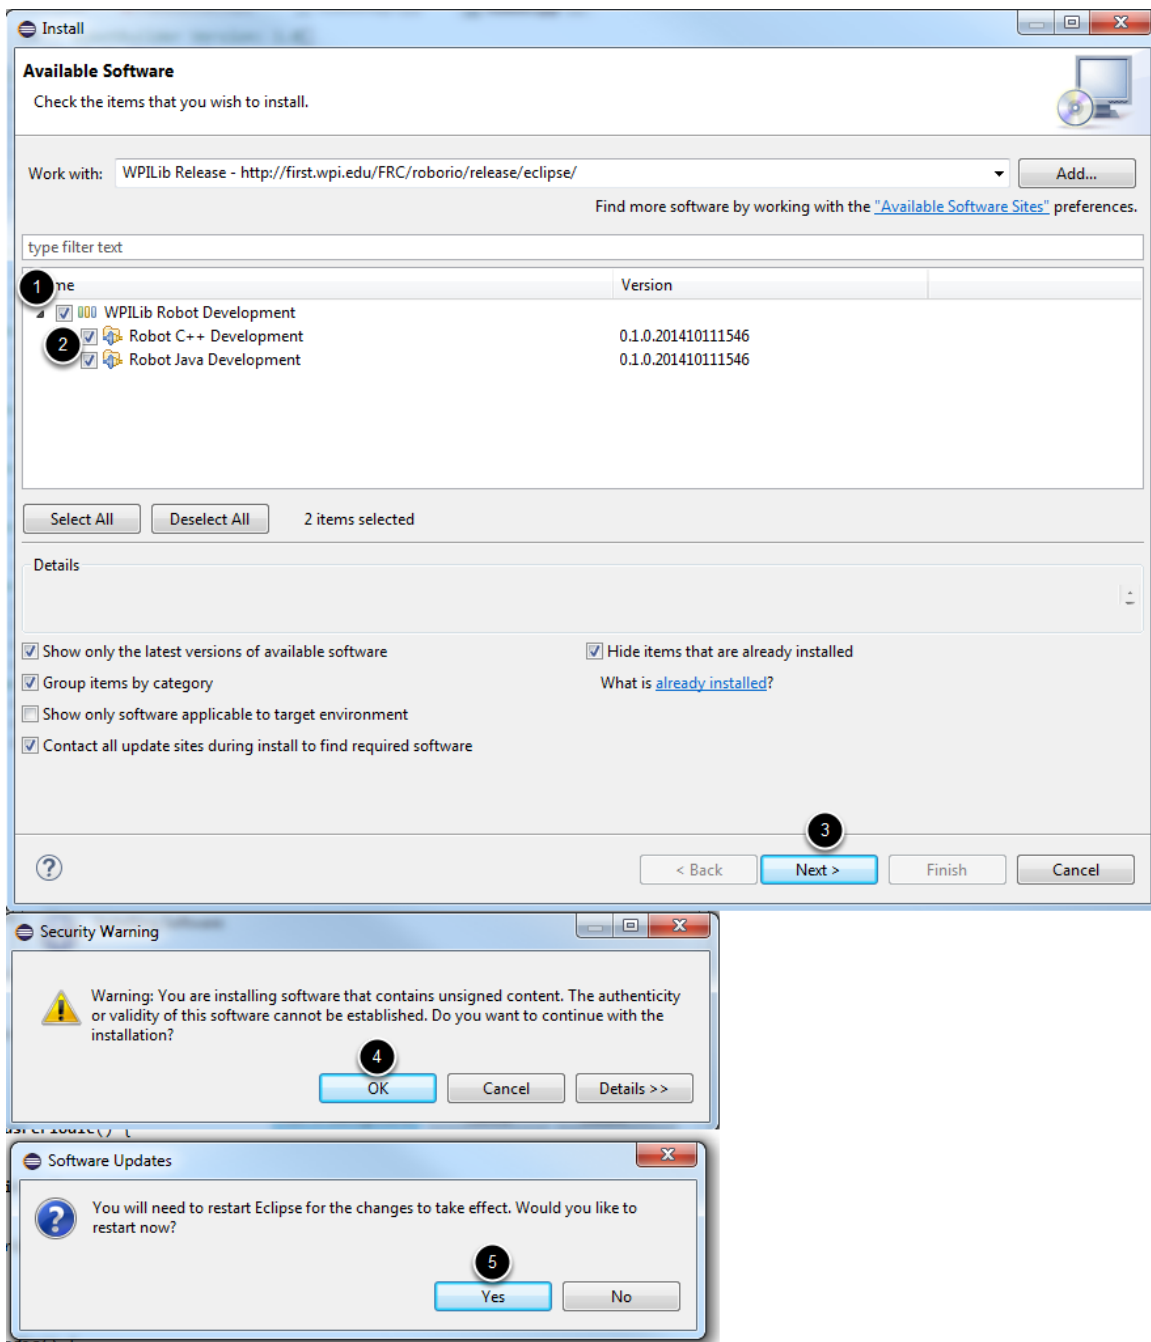 Install
Available Software
Check the items that you wish to install.
Work with: WPILib Release - http://first.wpi.edu/FRC/roborio/release/eclipse/ Add...
Find more software by working with the "Available Software Sites" preferences.
type filter text
1 me Version
WPILib Robot Development
2 Robot C++ Development 0.1.0.201410111546
Robot Java Development 0.1.0.201410111546
Select All Deselect All 2 items selected
Details
Show only the latest versions of available software Hide items that are already installed
Group items by category What is already installed?
Show only software applicable to target environment
Contact all update sites during install to find required software
3
? < Back Next > Finish Cancel
Security Warning
Warning: You are installing software that contains unsigned content. The authenticity
or validity of this software cannot be established. Do you want to continue with the
installation?
4
OK Cancel Details >>
Software Updates
You will need to restart Eclipse for the changes to take effect. Would you like to
restart now?
5
Yes No